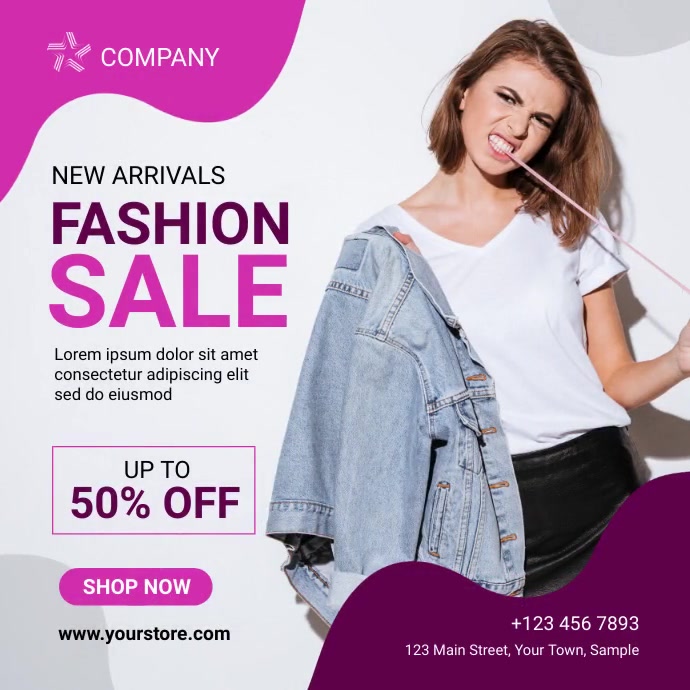 COMPANY
NEW ARRIVALS
FASHION
SALE
Lorem ipsum dolor sit amet
consectetur adipiscing elit
sed do eiusmod
UP TO
50% OFF
SHOP NOW
www.yourstore.com
+123 456 7893
123 Main Street, Your Town, Sample